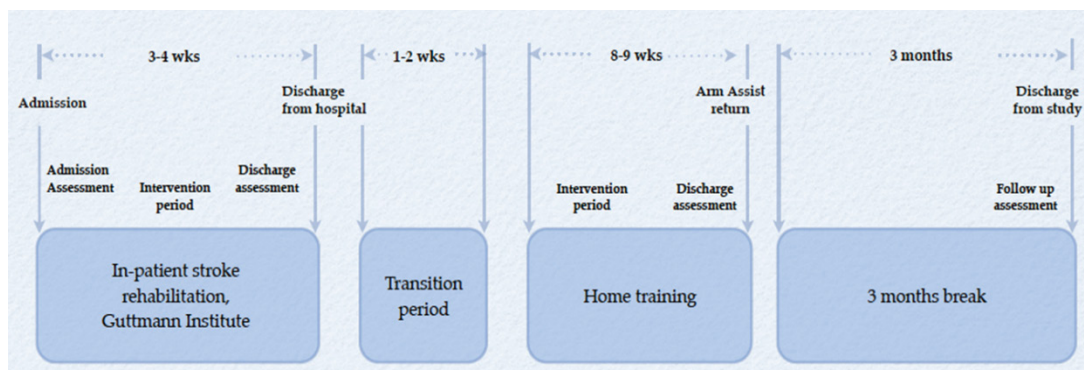 3-4 wks
1-2 wks
8-9 wks
3 months
Admission
Discharge
from hospital
Arm Assist
return
Discharge
from study
Admission
Assessment
Intervention
period
Discharge
assessment
Intervention
period
Discharge
assessment
Follow up
assessment
In-patient stroke
rehabilitation,
Guttmann Institute
Transition
period
Home training
3 months break